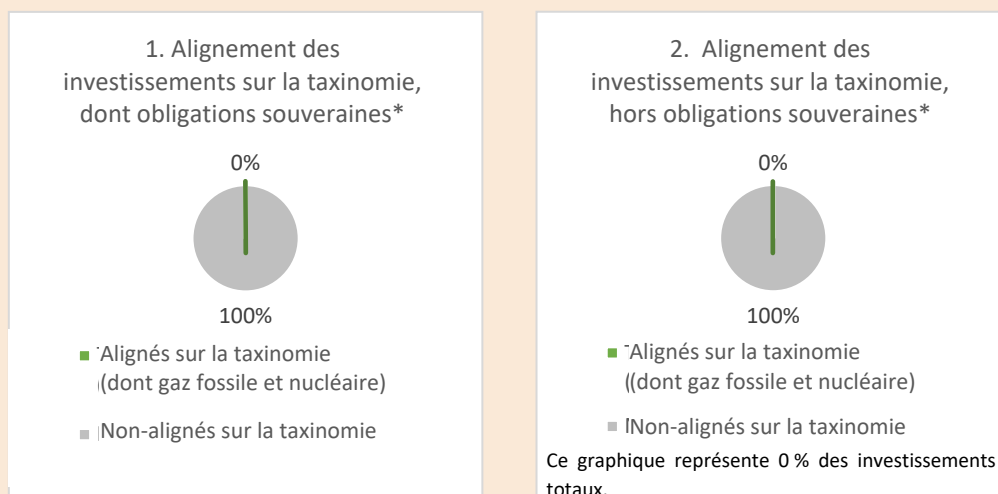 1. Alignement des
investissements sur la taxinomie,
dont obligations souveraines*
0%
100%
Alignés sur la taxinomie
(dont gaz fossile et nucléaire)
Non-alignés sur la taxinomie
2. Alignement des
investissements sur la taxinomie,
hors obligations souveraines*
0%
100%
Alignés sur la taxinomie
((dont gaz fossile et nucléaire)
Non-alignés sur la taxinomie
Ce graphique représente 0 % des investissements
totaux.